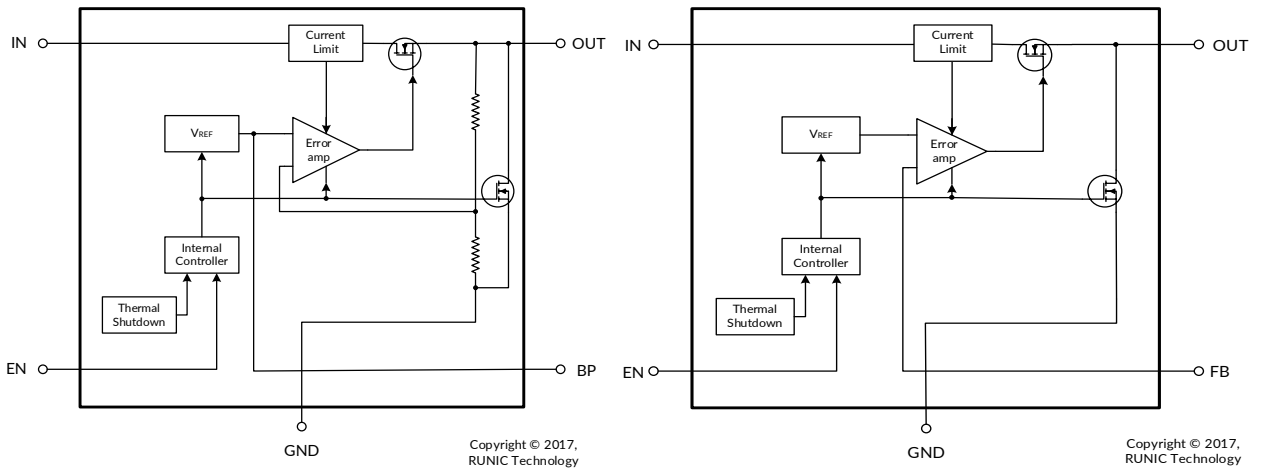 IN
Current
Limit
OUT
VREF
Error
amp
Internal
Controller
Thermal
Shutdown
EN
BP
GND
Copyright © 2017,
RUNIC Technology
IN
Current
Limit
OUT
VREF
Error
amp
Internal
Controller
Thermal
Shutdown
EN
FB
GND
Copyright © 2017,
RUNIC Technology